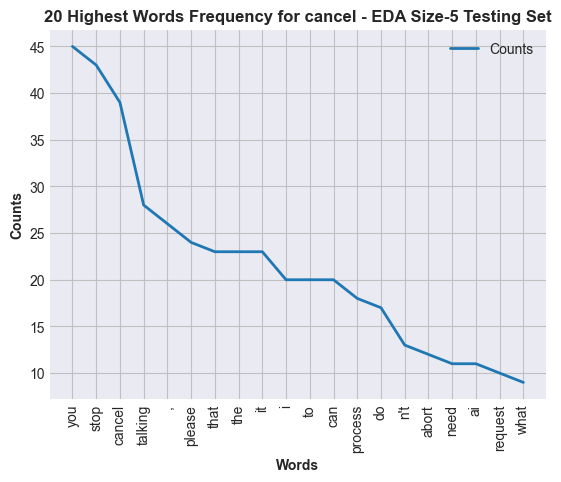 20 Highest Words Frequency for cancel - EDA Size-5 Testing Set
Counts
45
40
35
30
25
20
15
10
Counts
you
stop
cancel
talking
,
please
that
the
it
i
to
can
process
do
n't
abort
need
ai
request
what
Words